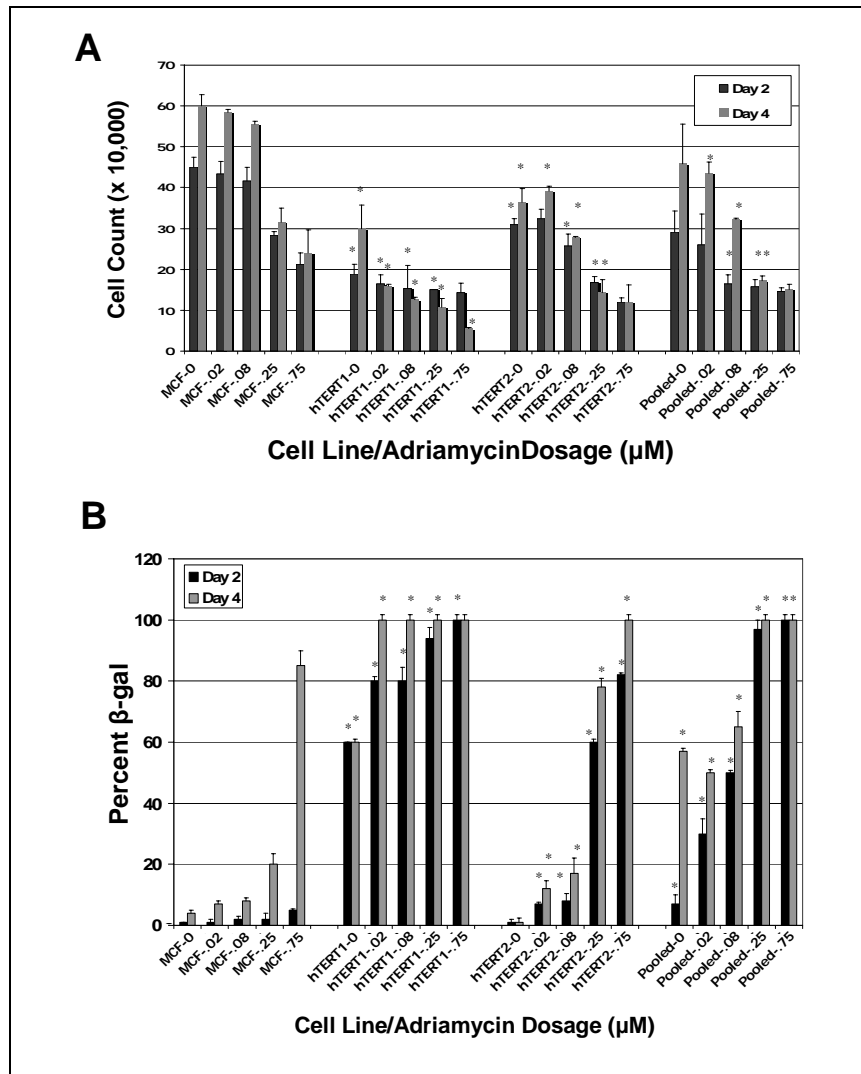 A
70
60
50
40
30
20
10
0
Cell Count (x 10,000)
Day 2
Day 4
* * * * * * * * * * * * * * * * * * * * *
MCF-0
MCF-.02
MCF-.08
MCF-.25
MCF-.75
hTERT1-0
hTERT1-.02
hTERT1-.08
hTERT1-.25
hTERT1-.75
hTERT2-0
hTERT2-.02
hTERT2-.08
hTERT2-.25
hTERT2-.75
Pooled-0
Pooled-.02
Pooled-.08
Pooled-.25
Pooled-.75
Cell Line/AdriamycinDosage (µM)
B
120
100
80
60
40
20
0
Percent β-gal
Day 2
Day 4
MCF-0
MCF-.02
MCF-.08
MCF-.25
MCF-.75
hTERT1-0
hTERT1-.02
hTERT1-.08
hTERT1-.25
hTERT1-.75
hTERT2-0
hTERT2-.02
hTERT2-.08
hTERT2-.25
hTERT2-.75
Pooled-0
Pooled-.02
Pooled-.08
Pooled-.25
Pooled-.75
Cell Line/Adriamycin Dosage (µM)